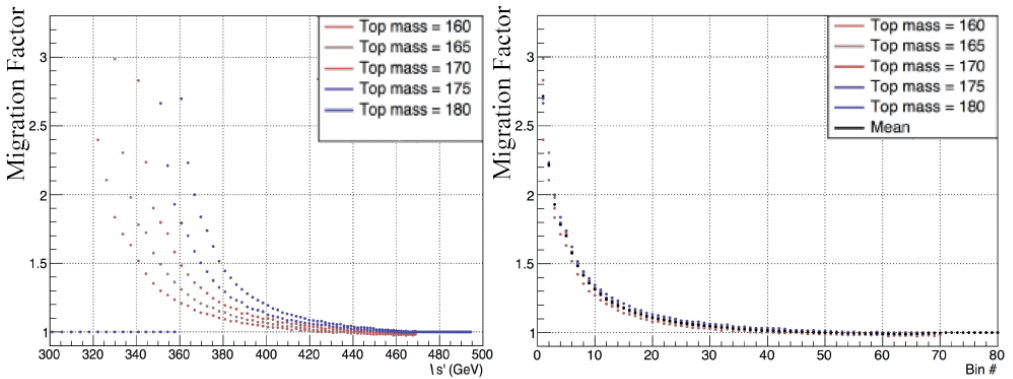 Migration Factor
3
2.5
2
1.5
1
Top mass = 160
Top mass = 165
Top mass = 170
Top mass = 175
Top mass = 180
300 320 340 360 380 400 420 440 460 480 500
\s' (GeV)
Migration Factor
3
2.5
2
1.5
1
Top mass = 160
Top mass = 165
Top mass = 170
Top mass = 175
Top mass = 180
Mean
0 10 20 30 40 50 60 70 80
Bin #